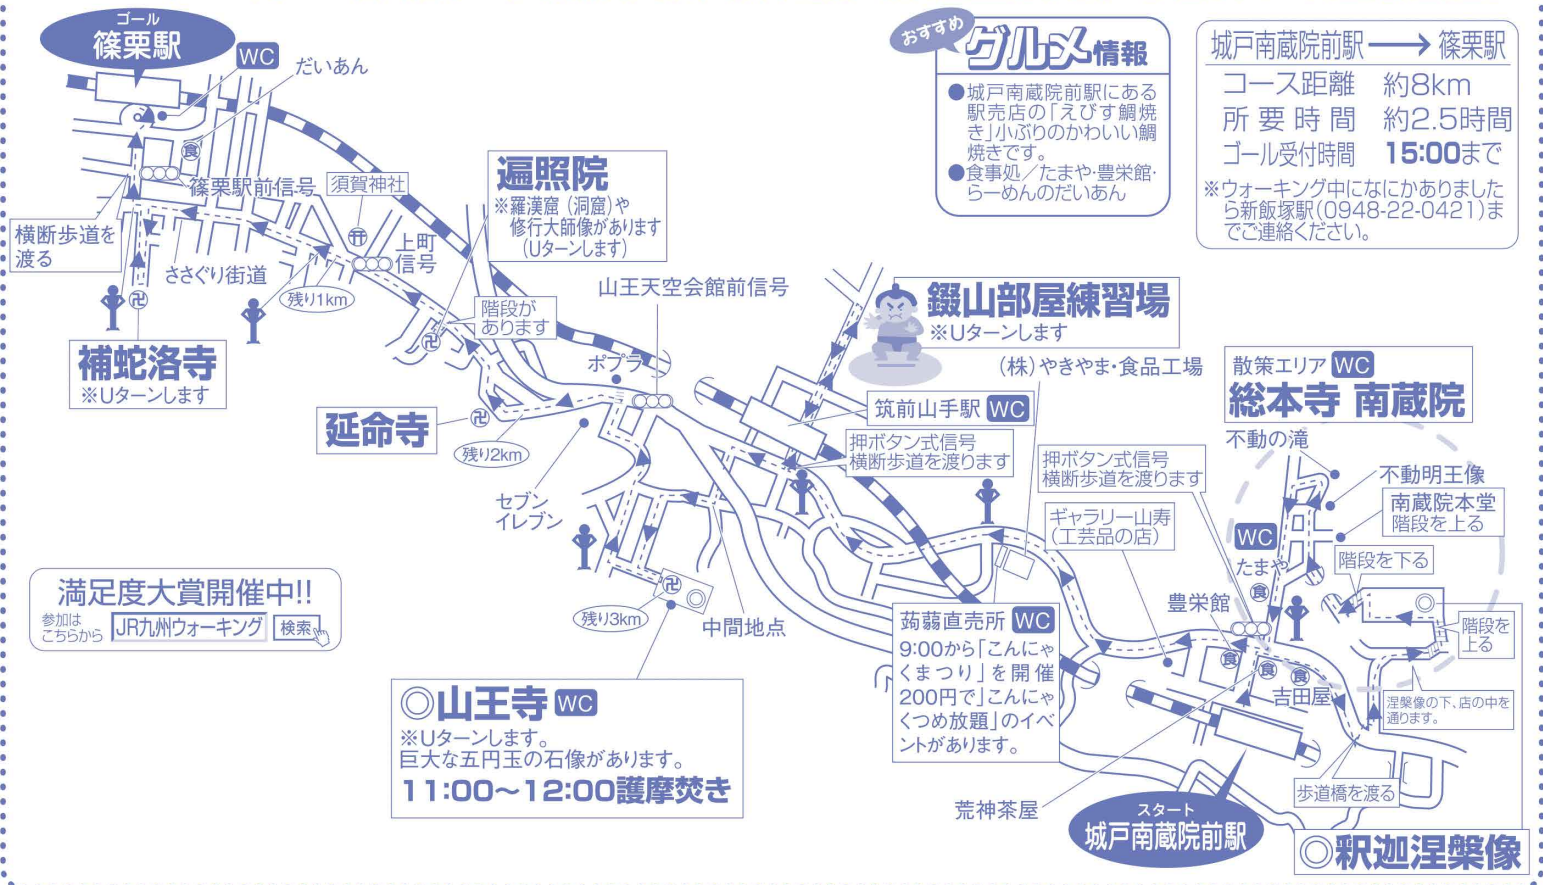 ゴール
篠栗駅
WC
だいあん
食
篠栗駅前信号
須賀神社
横断歩道を
渡る
ささぐり街道
残り1km
上町
信号
補蛇洛寺
※Uターンします
遍照院
※羅漢窟(洞窟)や
修行大師像があります
(Uターンします)
階段が
あります
山王天空会館前信号
ポプラ
延命寺
残り2km
セブン
イレブン
残り3km
中間地点
◎山王寺 WC
※Uターンします。
巨大な五円玉の石像があります。
11:00〜12:00護摩焚き
満足度大賞開催中!!
参加は
こちらから
JR九州ウォーキング 検索
おすすめ
グルメ情報
●城戸南蔵院前駅にある
駅売店の「えびす鯛焼
き」小ぶりのかわいい鯛
焼きです。
●食事処/たまや・豊栄館・
らーめんのだいあん
城戸南蔵院前駅→篠栗駅
コース距離 約8km
所要時間 約2.5時間
ゴール受付時間 15:00まで
※ウォーキング中になにかありました
ら新飯塚駅(0948-22-0421)ま
でご連絡ください。
錣山部屋練習場
※Uターンします
(株)やきやま・食品工場
筑前山手駅 WC
押ボタン式信号
横断歩道を渡ります
押ボタン式信号
横断歩道を渡ります
ギャラリー山寿
(工芸品の店)
蒟蒻直売所 WC
9:00から「こんにゃ
くまつり」を開催
200円で「こんにゃ
くつめ放題」のイベ
ントがあります。
散策エリア WC
総本寺 南蔵院
不動の滝
不動明王像
南蔵院本堂
階段を上る
WC
たまや
食
階段を下る
豊栄館
食
食
食
吉田屋
階段を
上る
涅槃像の下、店の中を
通ります。
歩道橋を渡る
荒神茶屋
スタート
城戸南蔵院前駅
◎釈迦涅槃像